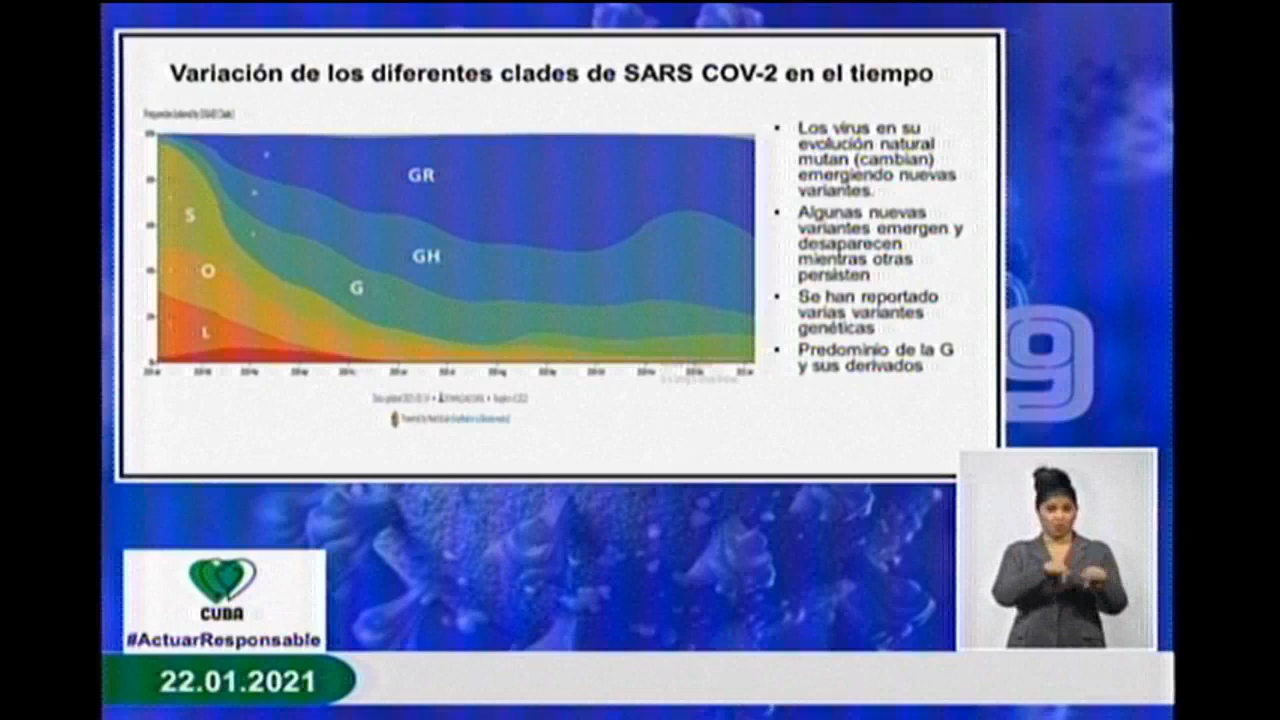 Variación de los diferentes clades de SARS COV-2 en el tiempo
GR
S
GH
O
G
L
• Los virus en su
evolución natural
mutan (cambian)
emergiendo nuevas
variantes.
• Algunas nuevas
variantes emergen y
desaparecen
mientras otras
persisten
• Se han reportado
varias variantes
genéticas
• Predominio de la G
y sus derivados
9
CUBA
#ActuarResponsable
22.01.2021